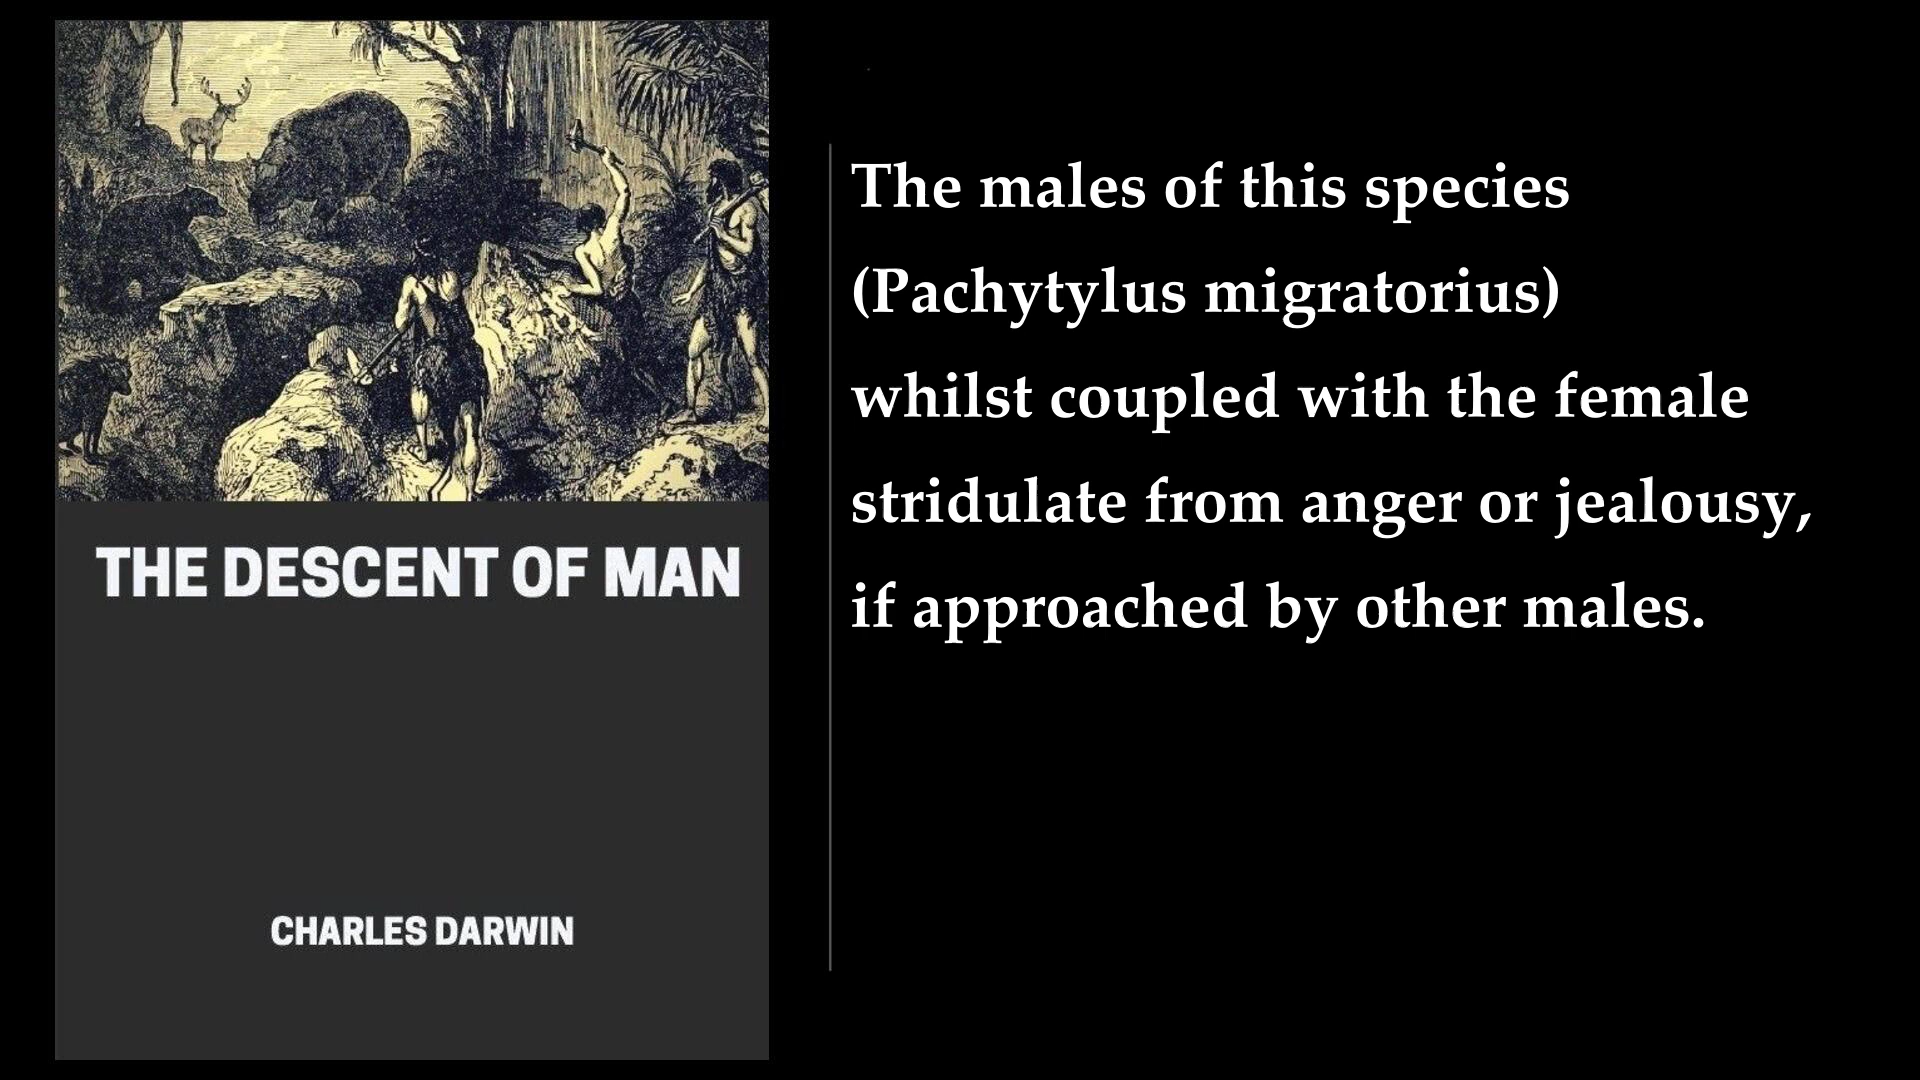 THE DESCENT OF MAN
CHARLES DARWIN
The males of this species
(Pachytylus migratorius)
whilst coupled with the female
stridulate from anger or jealousy,
if approached by other males.